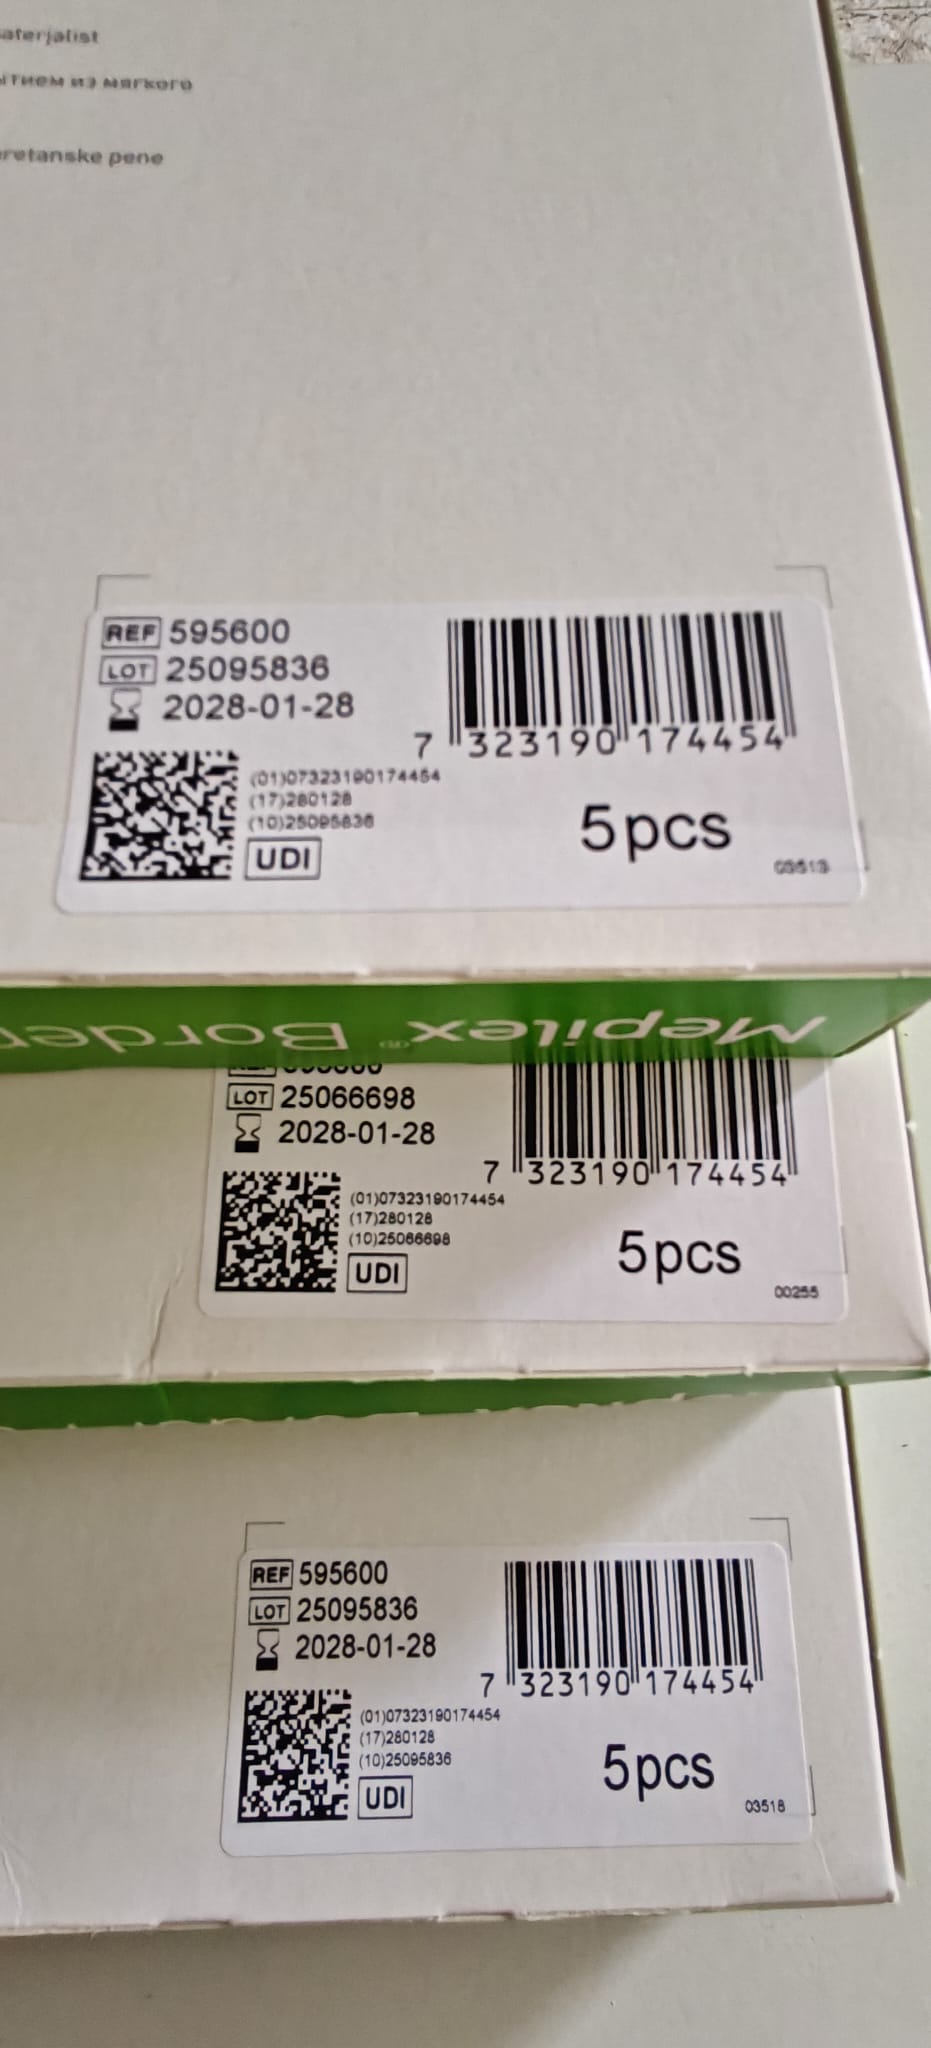 aterjalist
ытием из мягкого
retanske pene
REF 595600
LOT 25095836
2028-01-28
7 323190 174454
(01)07323190174454
(17)280128
(10)25095836
5pcs
UDI
03513
Mepilex® Border
LOT 25066698
2028-01-28
7 323190 174454
(01)07323190174454
(17)280128
(10)25066698
5pcs
UDI
00255
REF 595600
LOT 25095836
2028-01-28
7 323190 174454
(01)07323190174454
(17)280128
(10)25095836
5pcs
UDI
03518